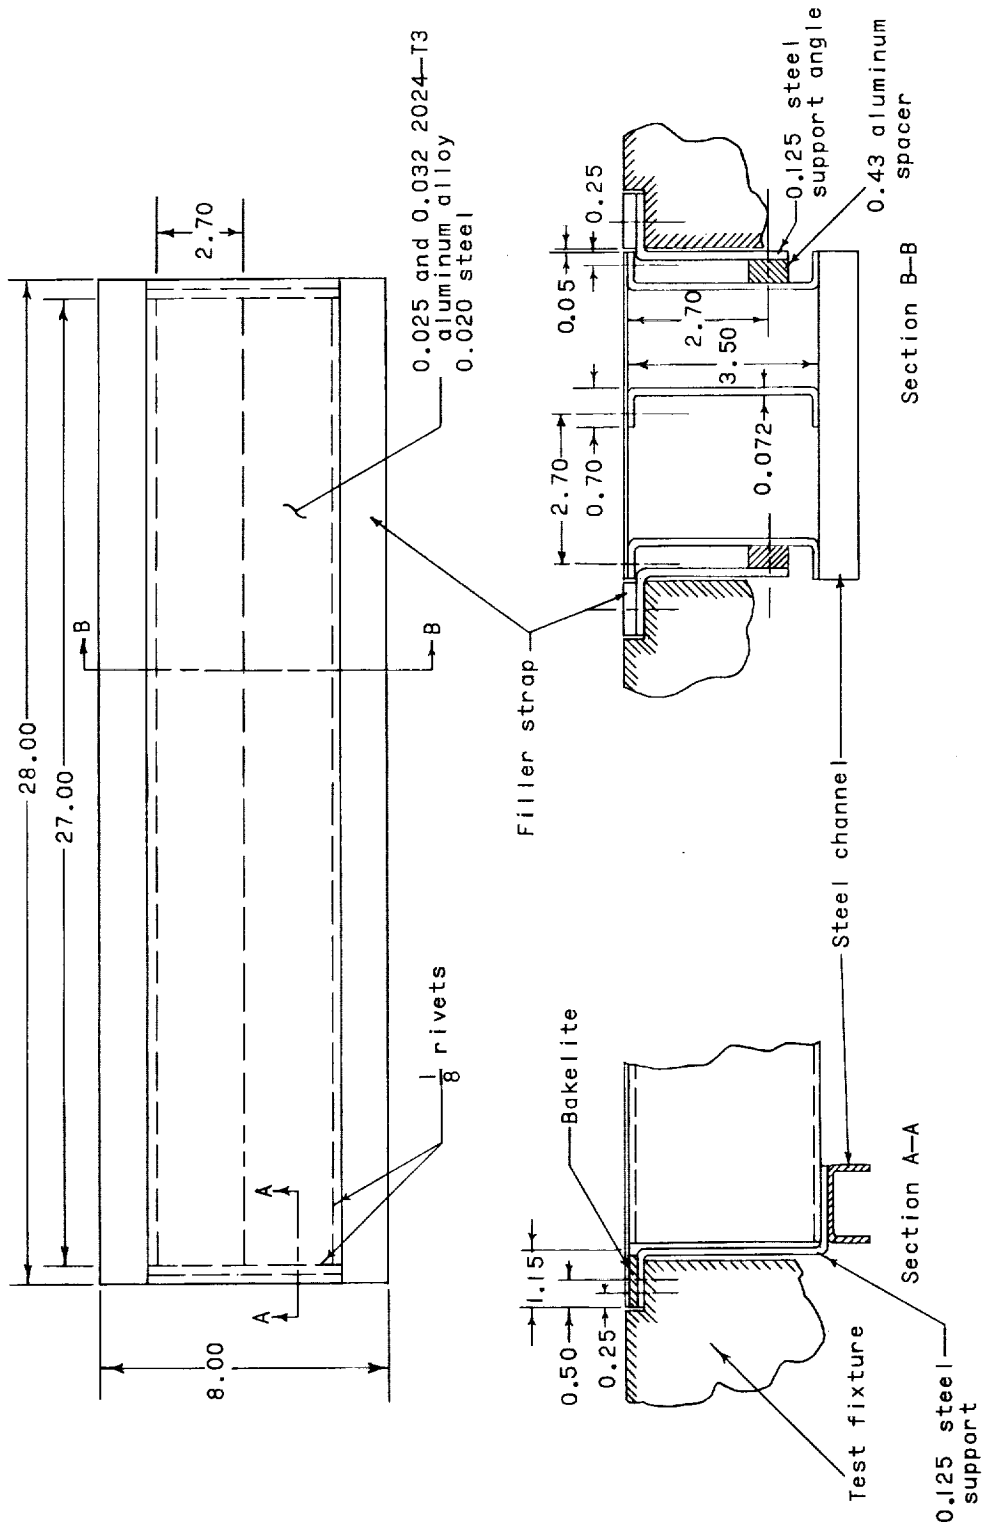 28.00
27.00
8.00
2.70
A
A
B
B
1/8 rivets
0.025 and 0.032 2024-T3
aluminum alloy
0.020 steel
Filler strap
Bakelite
1.15
0.50
0.25
Test fixture
0.125 steel
support
Section A-A
Steel channel
2.70
0.70
0.072
3.50
2.70
0.05
0.25
0.125 steel
support angle
0.43 aluminum
spacer
Section B-B